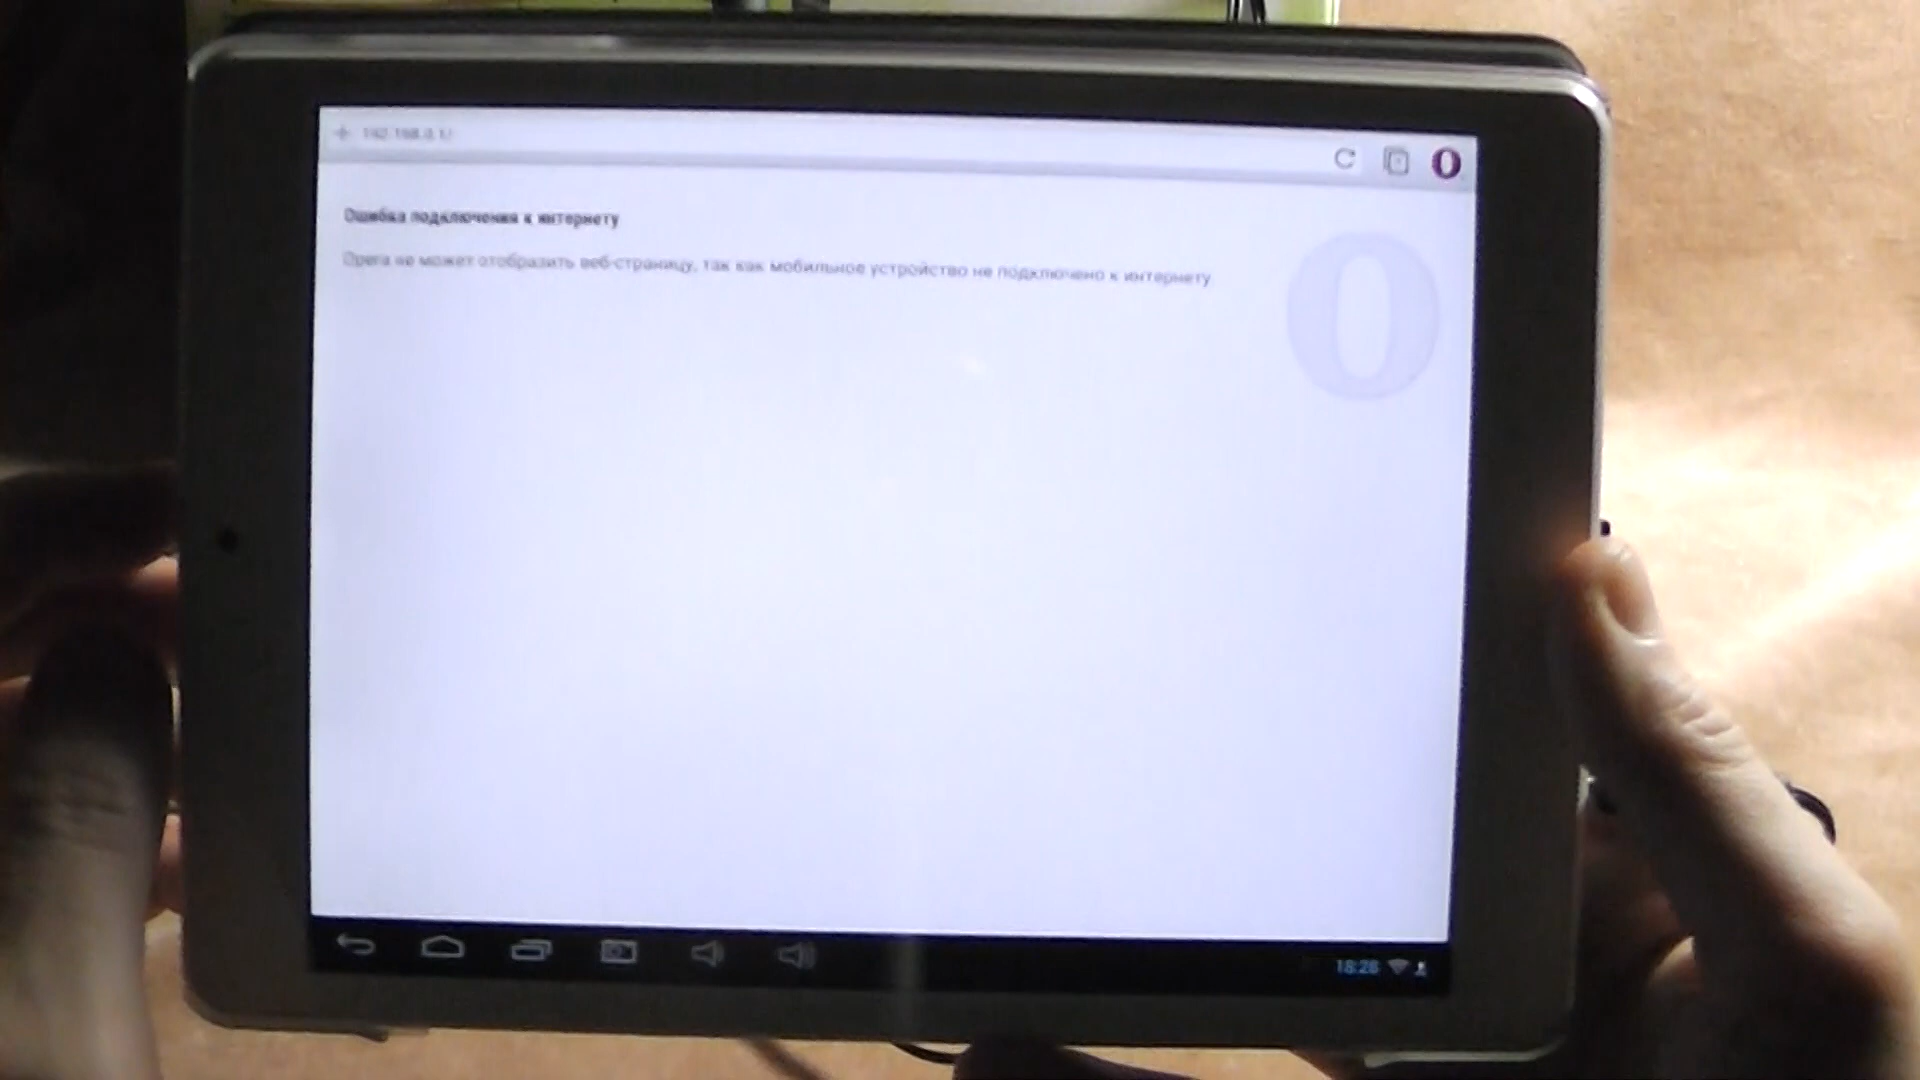 192.168.0.1/
Ошибка подключения к интернету
Opera не может отобразить веб-страницу, так как мобильное устройство не подключено к интернету
18:28